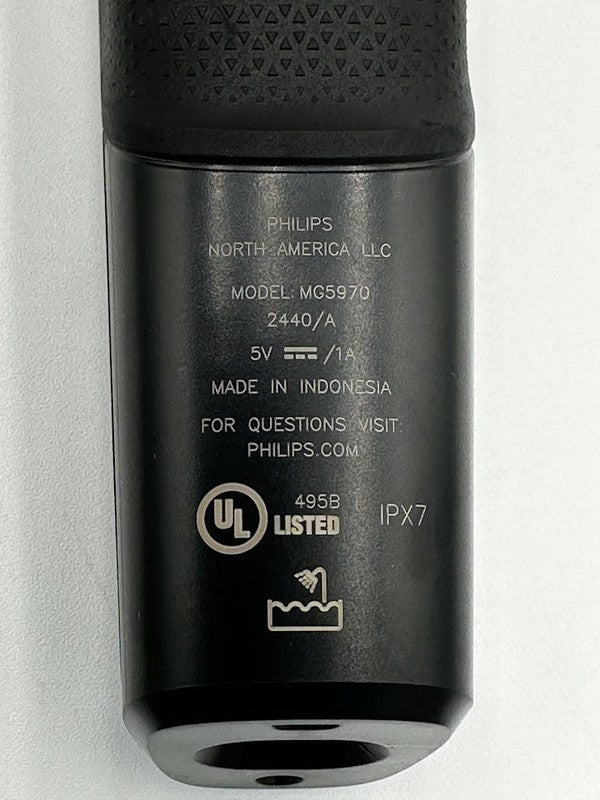 PHILIPS
NORTH AMERICA LLC
MODEL: MG5970
2440/A
5V ⎓ /1A
MADE IN INDONESIA
FOR QUESTIONS VISIT:
PHILIPS.COM
UL
495B
LISTED
IPX7